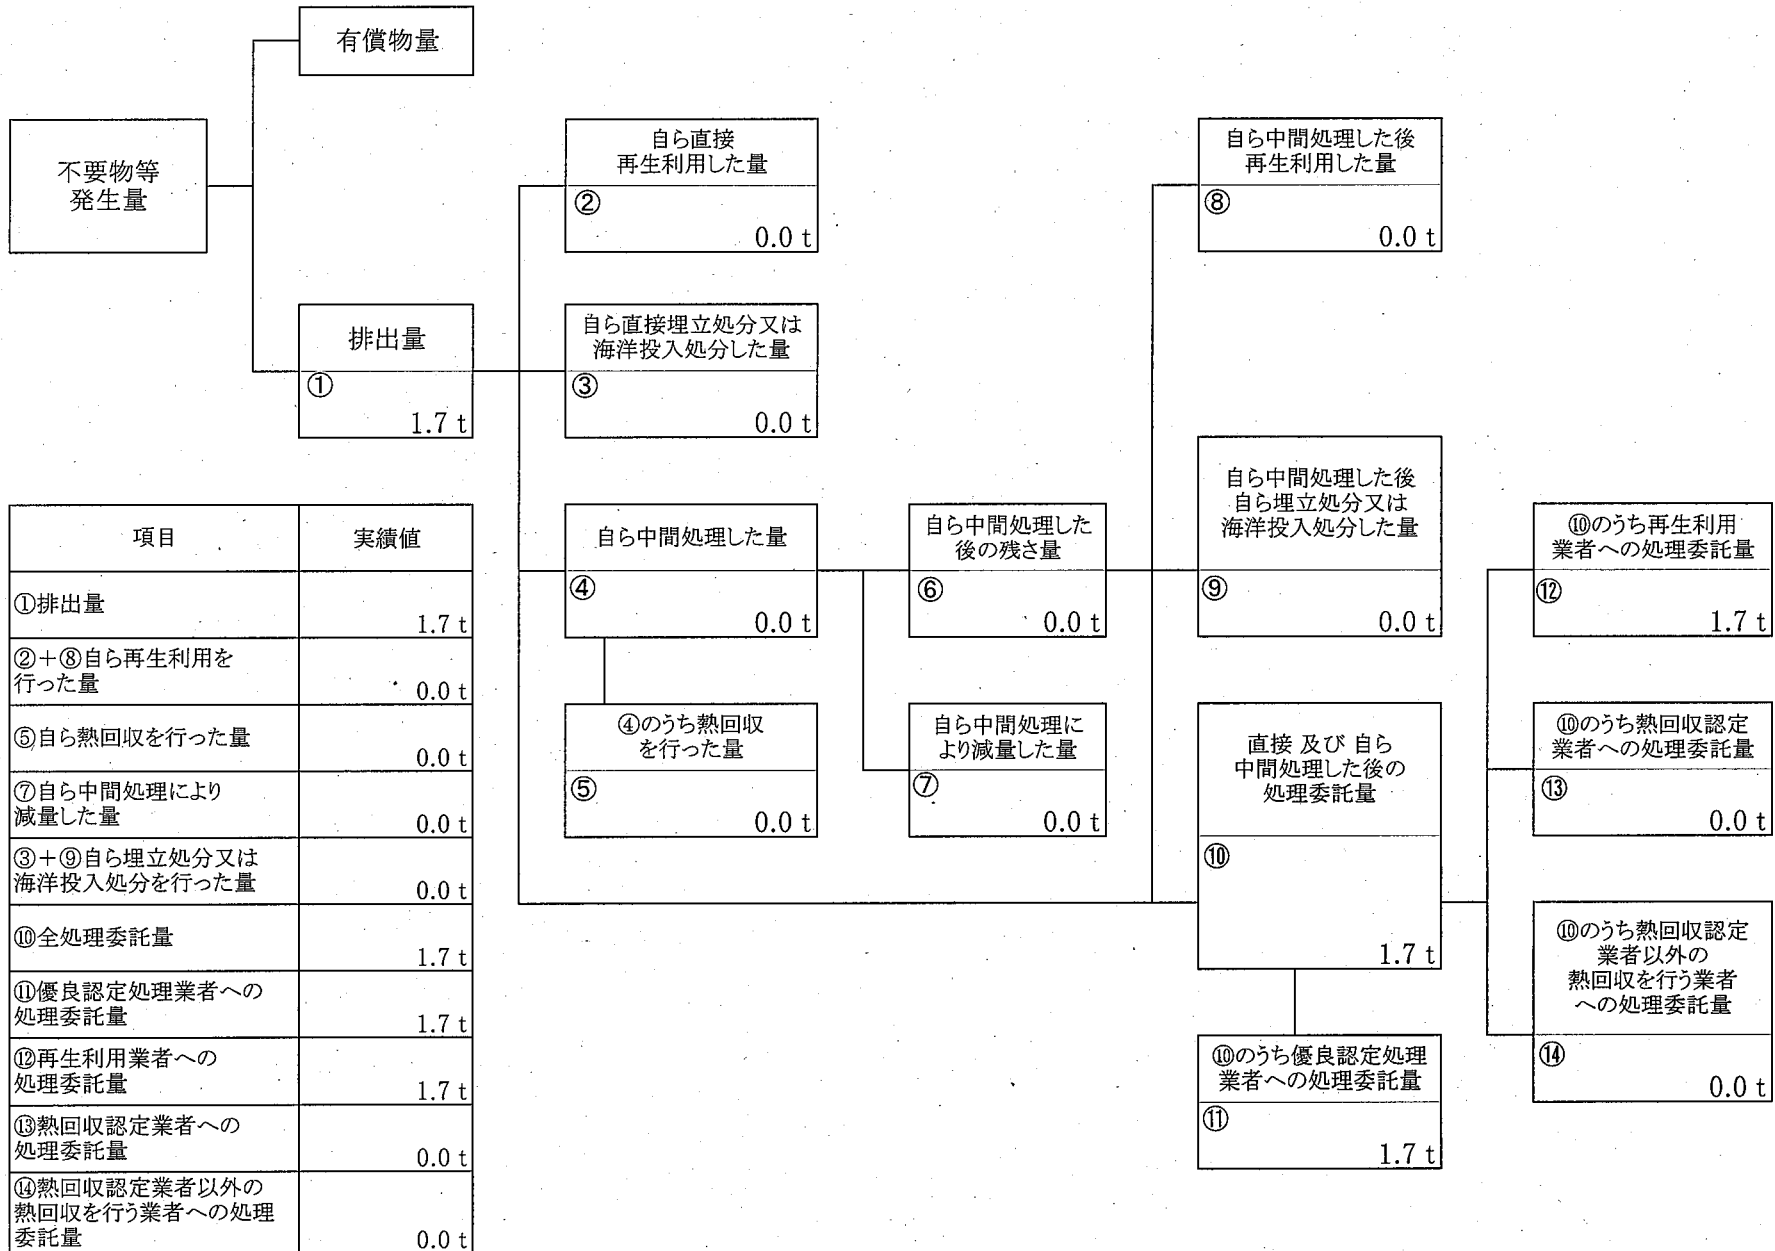 有償物量
不要物等
発生量
排出量
①
1.7 t
自ら直接
再生利用した量
②
0.0 t
自ら直接埋立処分又は
海洋投入処分した量
③
0.0 t
自ら中間処理した量
④
0.0 t
④のうち熱回収
を行った量
⑤
0.0 t
自ら中間処理した
後の残さ量
⑥
0.0 t
自ら中間処理に
より減量した量
⑦
0.0 t
自ら中間処理した後
再生利用した量
⑧
0.0 t
自ら中間処理した後
自ら埋立処分又は
海洋投入処分した量
⑨
0.0 t
直接 及び 自ら
中間処理した後の
処理委託量
⑩
1.7 t
⑩のうち優良認定処理
業者への処理委託量
⑪
1.7 t
⑩のうち再生利用
業者への処理委託量
⑫
1.7 t
⑩のうち熱回収認定
業者への処理委託量
⑬
0.0 t
⑩のうち熱回収認定
業者以外の
熱回収を行う業者
への処理委託量
⑭
0.0 t
項目 実績値
①排出量
1.7 t
②＋⑧自ら再生利用を
行った量
0.0 t
⑤自ら熱回収を行った量
0.0 t
⑦自ら中間処理により
減量した量
0.0 t
③＋⑨自ら埋立処分又は
海洋投入処分を行った量
0.0 t
⑩全処理委託量
1.7 t
⑪優良認定処理業者への
処理委託量
1.7 t
⑫再生利用業者への
処理委託量
1.7 t
⑬熱回収認定業者への
処理委託量
0.0 t
⑭熱回収認定業者以外の
熱回収を行う業者への処理
委託量
0.0 t